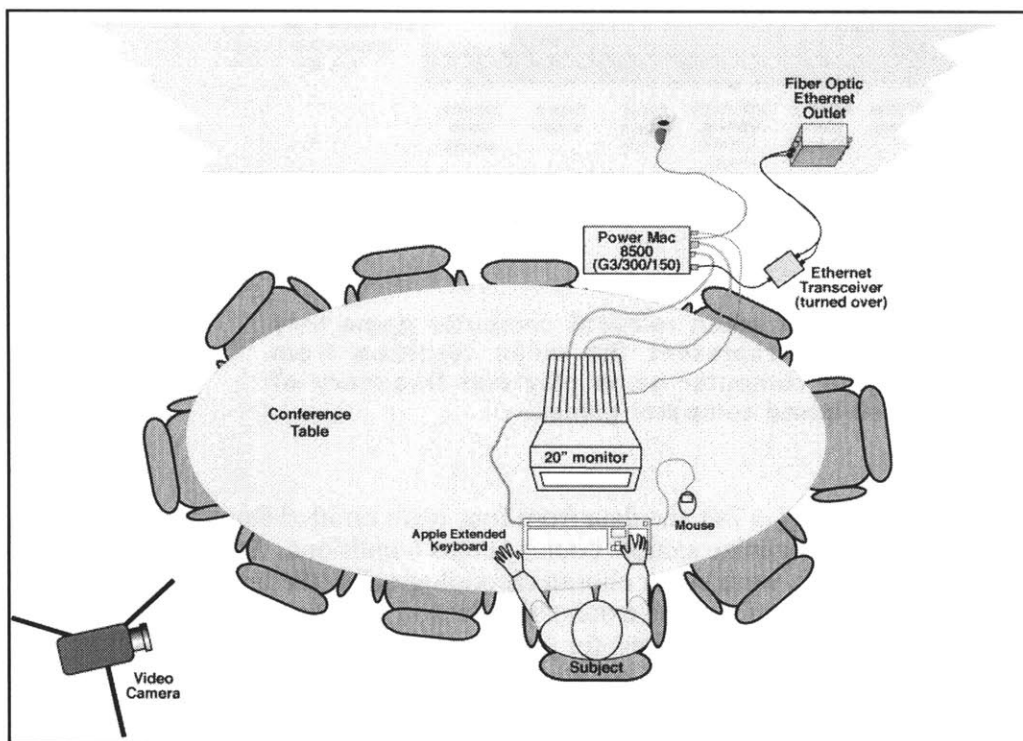 Fiber Optic
Ethernet
Outlet
Power Mac
8500
(G3/300/150)
Ethernet
Transceiver
(turned over)
Conference
Table
20" monitor
Mouse
Apple Extended
Keyboard
Subject
Video
Camera